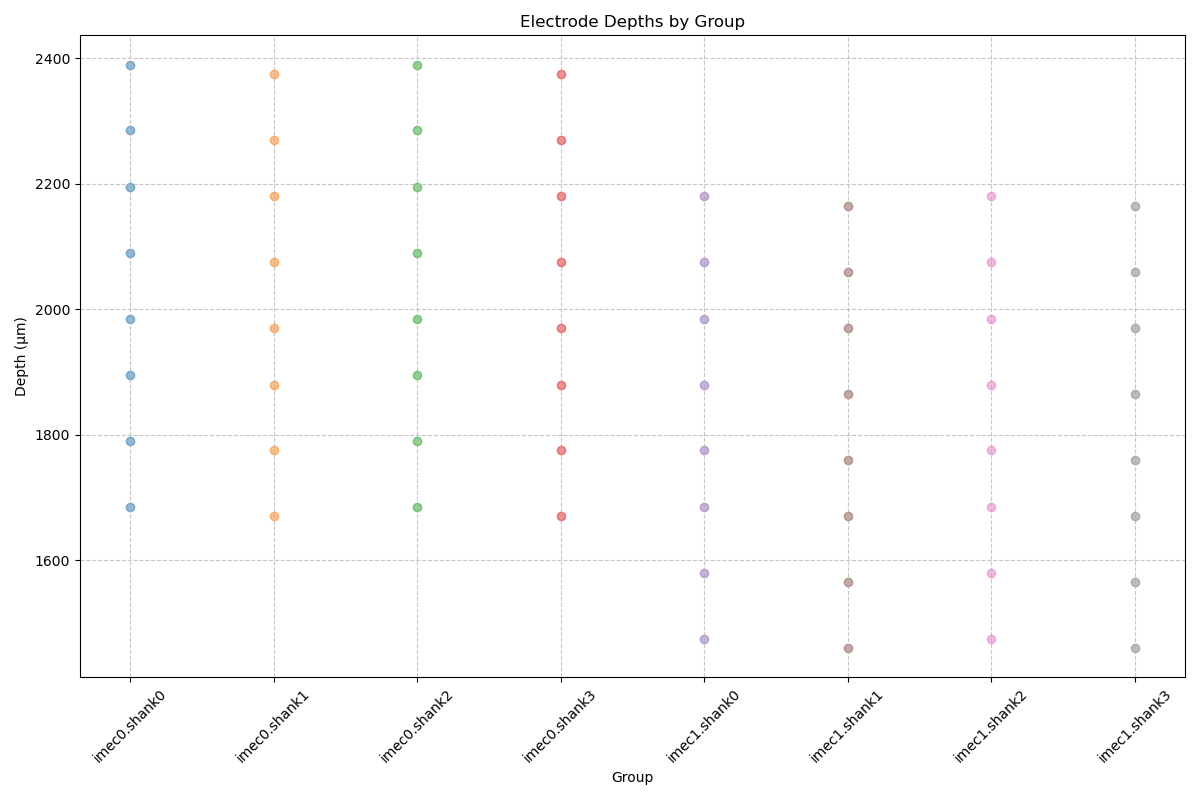 Electrode Depths by Group
Depth (μm)
2400
2200
2000
1800
1600
imec0.shank0
imec0.shank1
imec0.shank2
imec0.shank3
imec1.shank0
imec1.shank1
imec1.shank2
imec1.shank3
Group